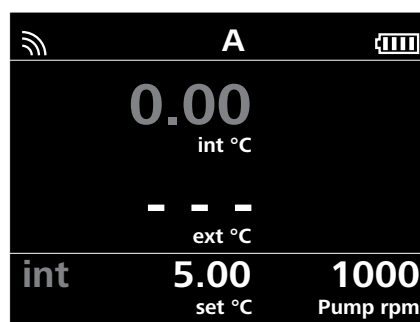 A
0.00
int °C
- - -
ext °C
int 5.00 1000
set °C Pump rpm